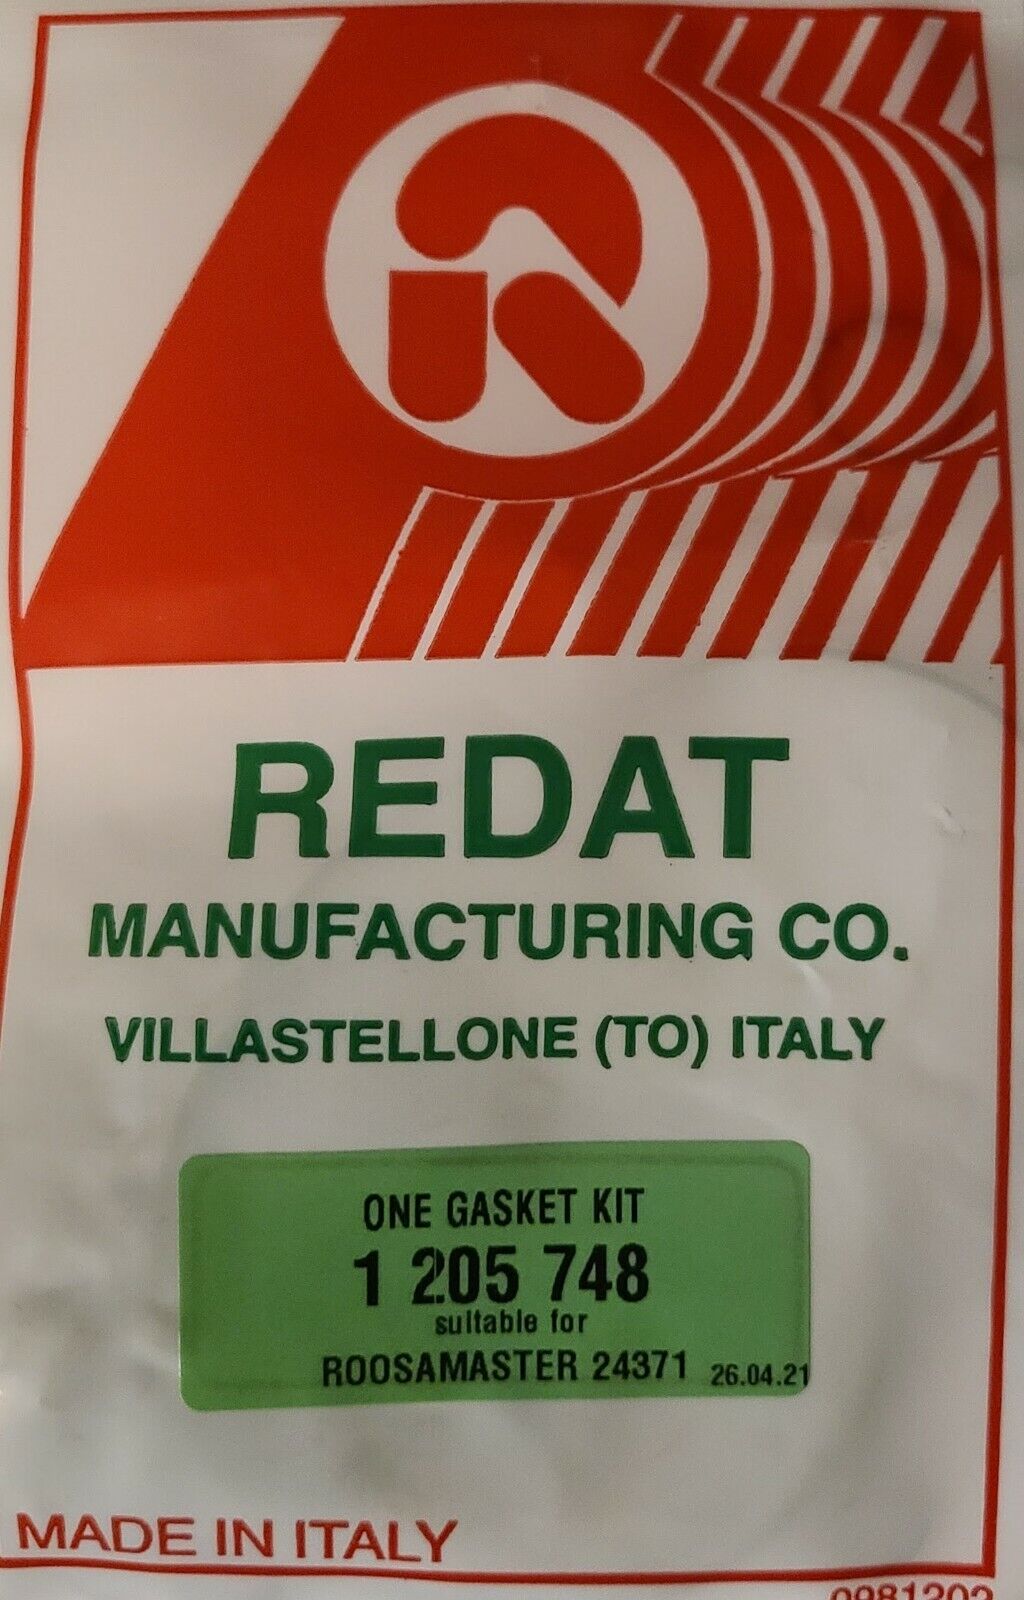 REDAT
MANUFACTURING CO.
VILLASTELLONE (TO) ITALY
ONE GASKET KIT
1 205 748
suitable for
ROOSAMASTER 24371 26.04.21
MADE IN ITALY